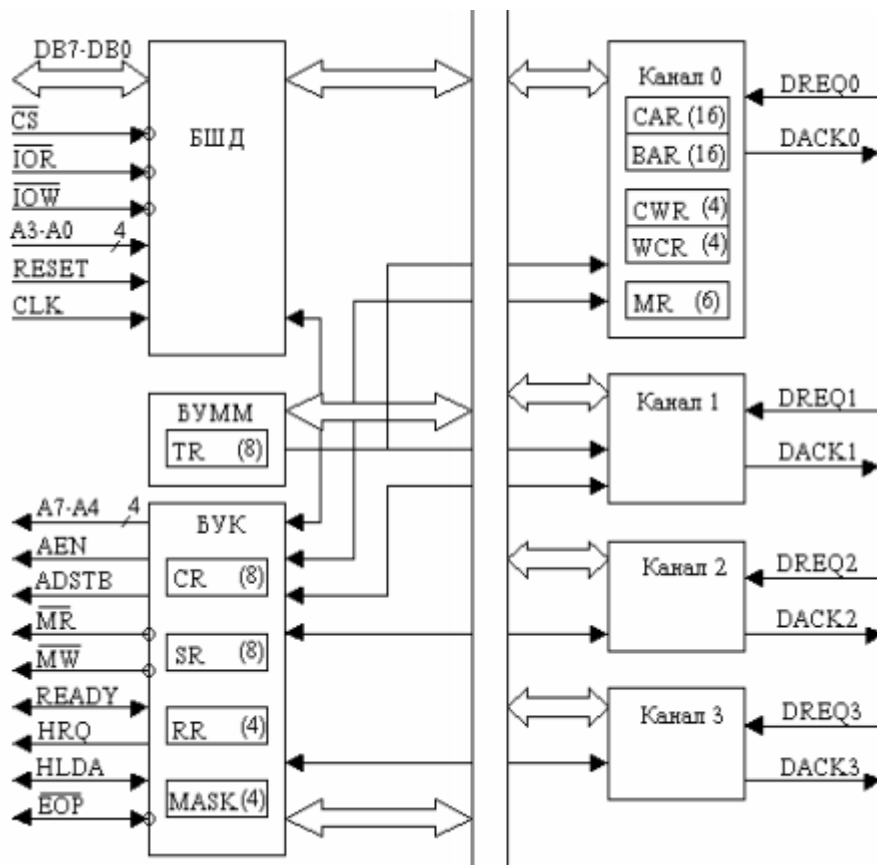 DB7-DB0
CS
IOR
IOW
A3-A0 4
RESET
CLK
БШД
БУММ
TR (8)
A7-A4 4
AEN
ADSTB
MR
MW
READY
HRQ
HLDA
EOP
БУК
CR (8)
SR (8)
RR (4)
MASK(4)
Канал 0
CAR (16)
BAR (16)
CWR (4)
WCR (4)
MR (6)
DREQ0
DACK0
Канал 1
DREQ1
DACK1
Канал 2
DREQ2
DACK2
Канал 3
DREQ3
DACK3